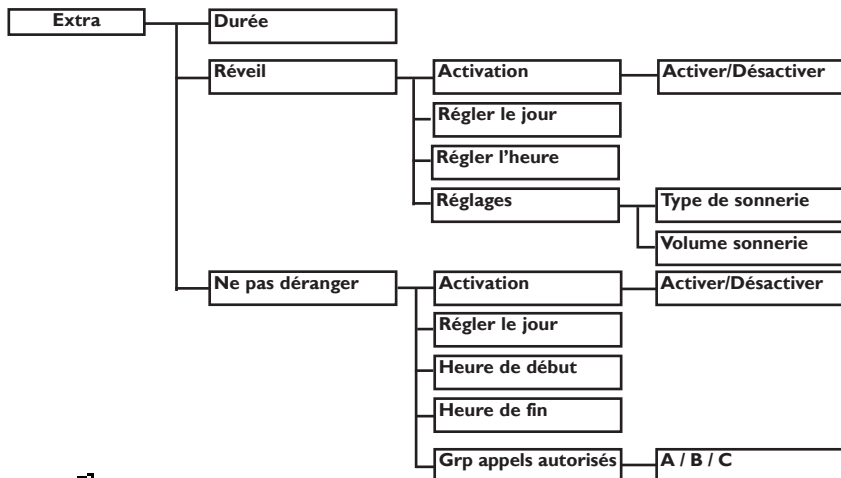 Extra
Durée
Réveil
Activation
Activer/Désactiver
Régler le jour
Régler l’heure
Réglages
Type de sonnerie
Volume sonnerie
Ne pas déranger
Activation
Activer/Désactiver
Régler le jour
Heure de début
Heure de fin
Grp appels autorisés
A / B / C